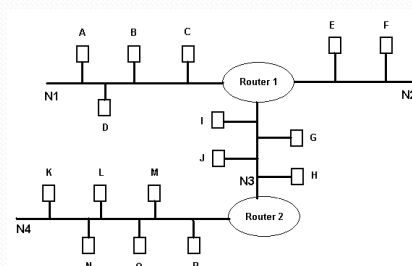 A B C E F
Router 1
N1 N2
D
I
G
J
H
N3
K L M
Router 2
N4